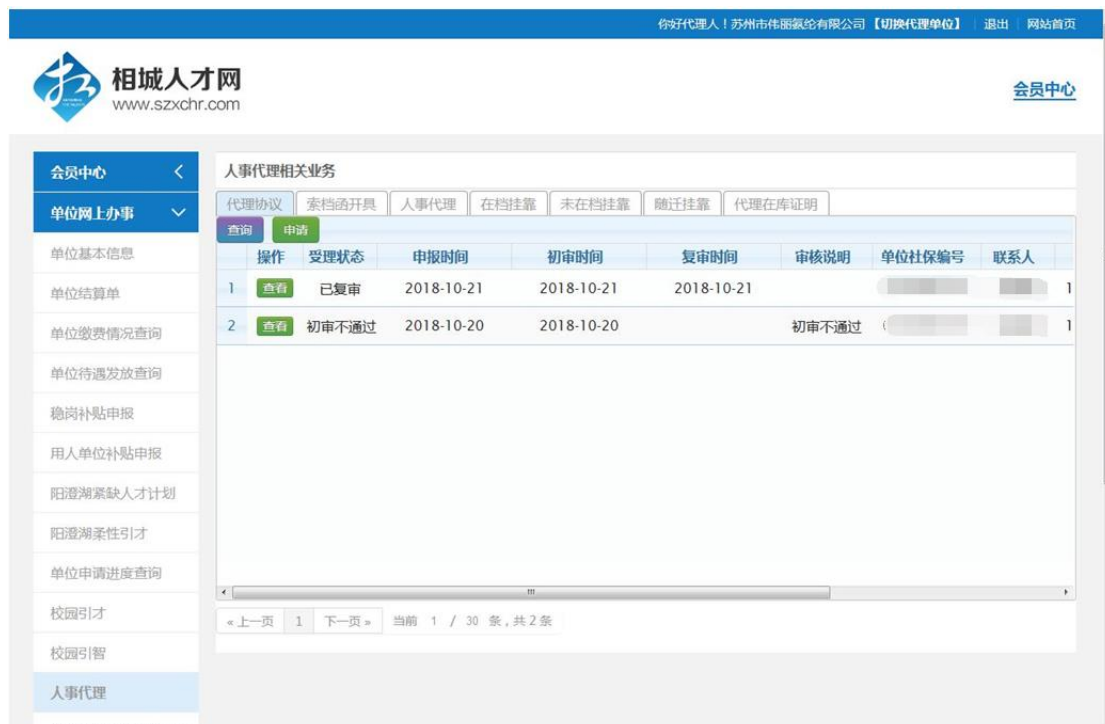 你好代理人！苏州市伟丽氨纶有限公司【切换代理单位】 退出 网站首页
相城人才网
www.szxchr.com
会员中心
会员中心
单位网上办事
单位基本信息
单位结算单
单位缴费情况查询
单位待遇发放查询
稳岗补贴申报
用人单位补贴申报
阳澄湖紧缺人才计划
阳澄湖柔性引才
单位申请进度查询
校园引才
校园引智
人事代理
人事代理相关业务
代理协议 索档函开具 人事代理 在档挂靠 未在档挂靠 随迁挂靠 代理在库证明
查询 申请
操作 受理状态 申报时间 初审时间 复审时间 审核说明 单位社保编号 联系人
1 查看 已复审 2018-10-21 2018-10-21 2018-10-21 1
2 查看 初审不通过 2018-10-20 2018-10-20 初审不通过 1
«上一页 1 下一页» 当前 1 / 30 条，共2条